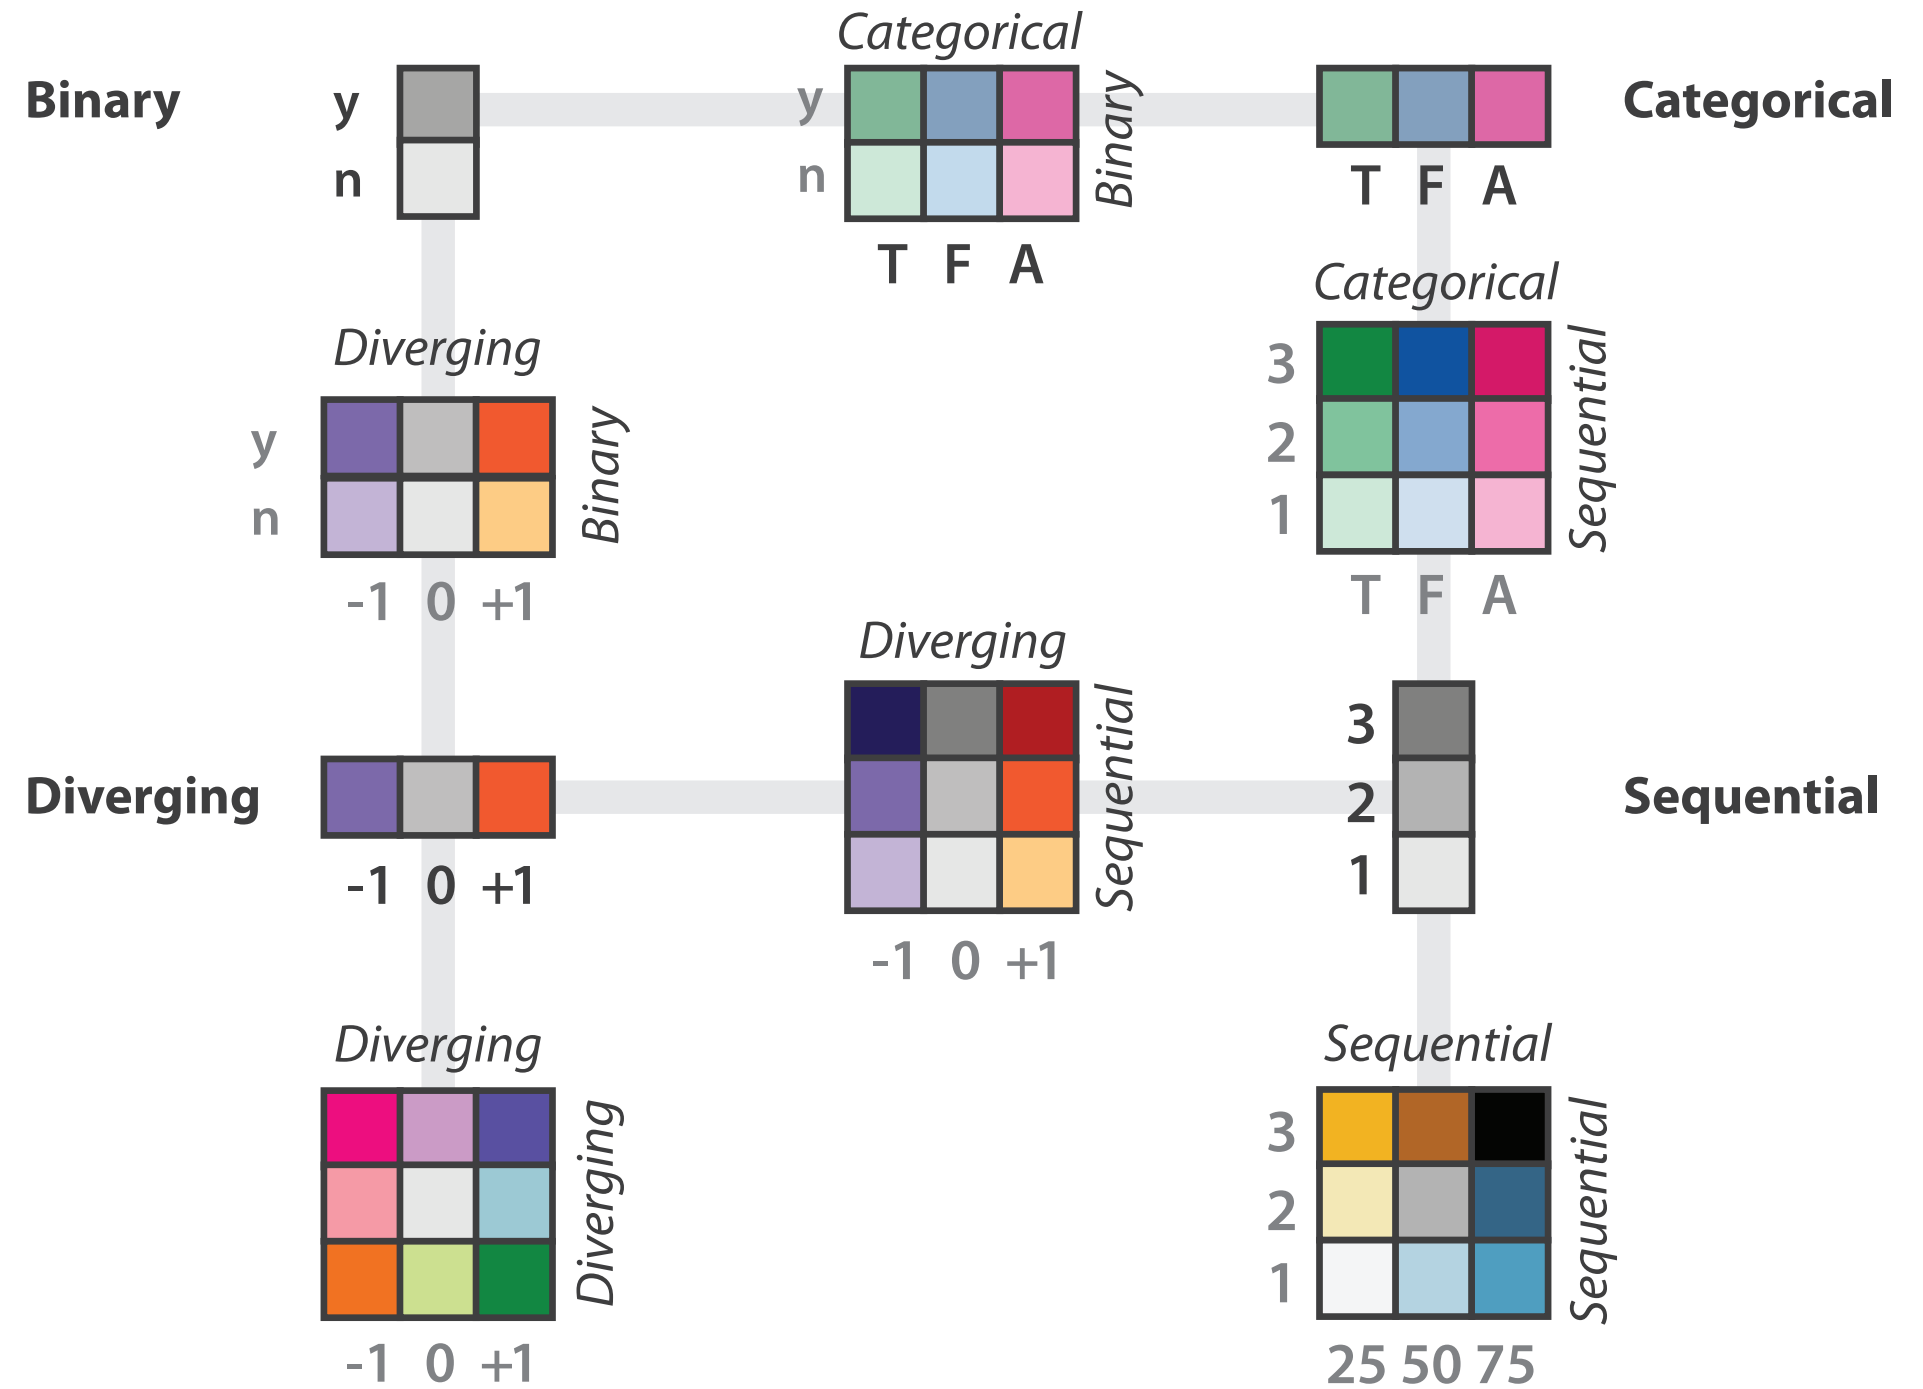 Categorical
Binary
y
n
y
n
Binary
T F A
Categorical
T F A
Diverging
y
n
Binary
-1 0 +1
Categorical
3
2
1
Sequential
T F A
Diverging
-1 0 +1
Diverging
Sequential
-1 0 +1
3
2
1
Sequential
Diverging
Diverging
-1 0 +1
Sequential
3
2
1
Sequential
25 50 75